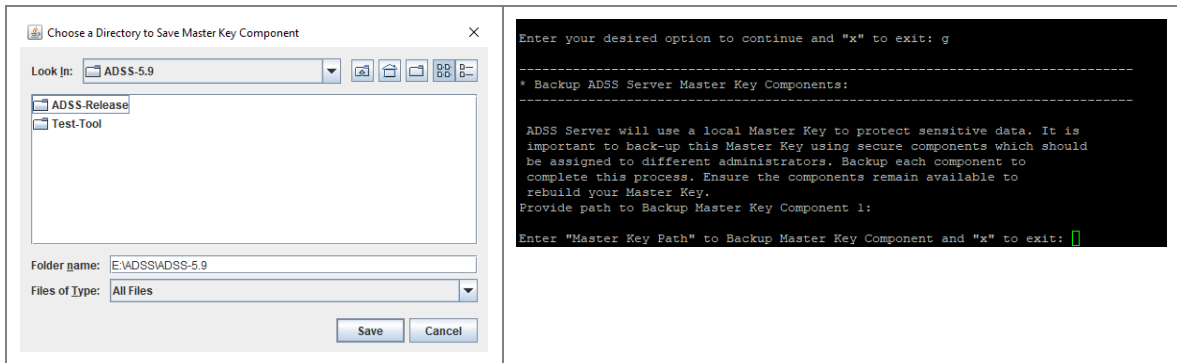 Choose a Directory to Save Master Key Component
Look In: ADSS-5.9
ADSS-Release
Test-Tool
Folder name: E:\ADSS\ADSS-5.9
Files of Type: All Files
Save Cancel
Enter your desired option to continue and "x" to exit: g
--------------------------------------------------------------------------------
* Backup ADSS Server Master Key Components:
--------------------------------------------------------------------------------
ADSS Server will use a local Master Key to protect sensitive data. It is
important to back-up this Master Key using secure components which should
be assigned to different administrators. Backup each component to
complete this process. Ensure the components remain available to
rebuild your Master Key.
Provide path to Backup Master Key Component 1:
Enter "Master Key Path" to Backup Master Key Component and "x" to exit: